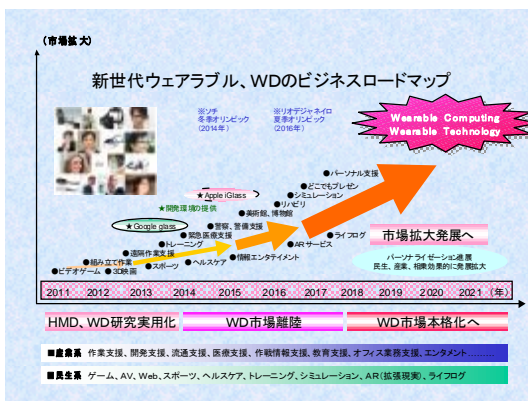 (市場拡大)
新世代ウェアラブル、WDのビジネスロードマップ
※ソチ
冬季オリンピック
(2014年)
※リオデジャネイロ
夏季オリンピック
(2016年)
Wearable Computing
Wearable Technology
●パーソナル支援
●どこでもプレゼン
★Apple iGlass
●シミュレーション
●リハビリ
★開発環境の提供
●美術館、博物館
★Google glass
●警察、警備支援
●緊急医療支援
●ライフログ
市場拡大発展へ
●トレーニング
●ARサービス
●遠隔作業支援
●情報エンタテイメント
パーソナライゼーション進展
民生、産業、相乗効果的に発展拡大
●組み立て作業
●スポーツ
●ヘルスケア
●ビデオゲーム
●3D映画
2011 2012 2013 2014 2015 2016 2017 2018 2019 2020 2021 (年)
HMD、WD研究実用化
WD市場離陸
WD市場本格化へ
■産業系 作業支援、開発支援、流通支援、医療支援、作戦情報支援、教育支援、オフィス業務支援、エンタメント………
■民生系 ゲーム、AV、Web、スポーツ、ヘルスケア、トレーニング、シミュレーション、AR(拡張現実)、ライフログ